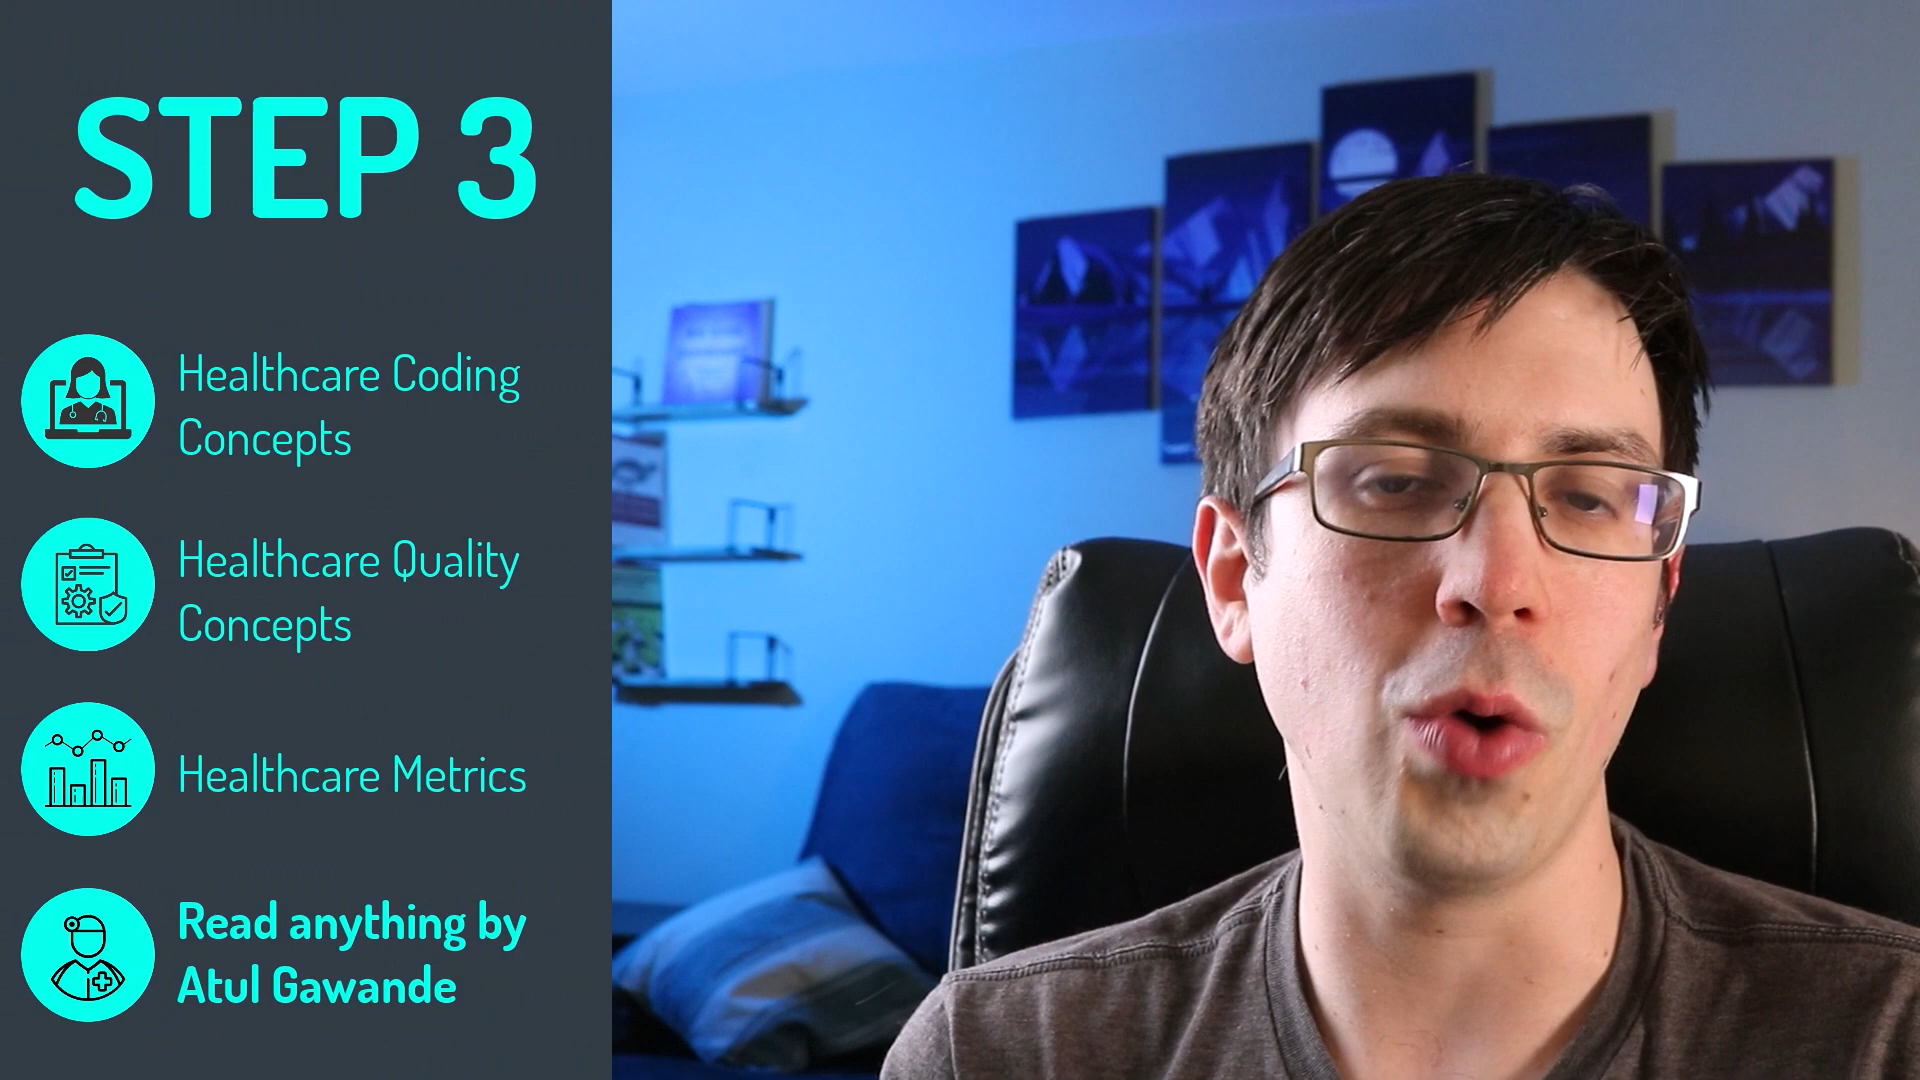 STEP 3
Healthcare Coding
Concepts
Healthcare Quality
Concepts
Healthcare Metrics
Read anything by
Atul Gawande